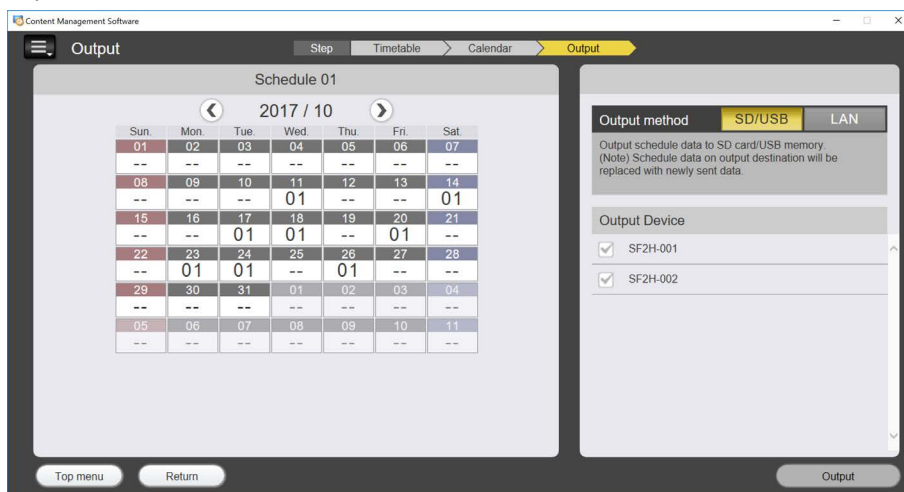 Content Management Software
Output
Step Timetable Calendar Output
Schedule 01
2017 / 10
Sun. Mon. Tue. Wed. Thu. Fri. Sat.
01 02 03 04 05 06 07
-- -- -- -- -- -- --
08 09 10 11 12 13 14
-- -- -- 01 -- -- 01
15 16 17 18 19 20 21
-- -- 01 01 -- 01 --
22 23 24 25 26 27 28
-- 01 01 -- 01 -- --
29 30 31 01 02 03 04
-- -- -- -- -- -- --
05 06 07 08 09 10 11
-- -- -- -- -- -- --
Output method SD/USB LAN
Output schedule data to SD card/USB memory.
(Note) Schedule data on output destination will be
replaced with newly sent data.
Output Device
SF2H-001
SF2H-002
Top menu Return Output